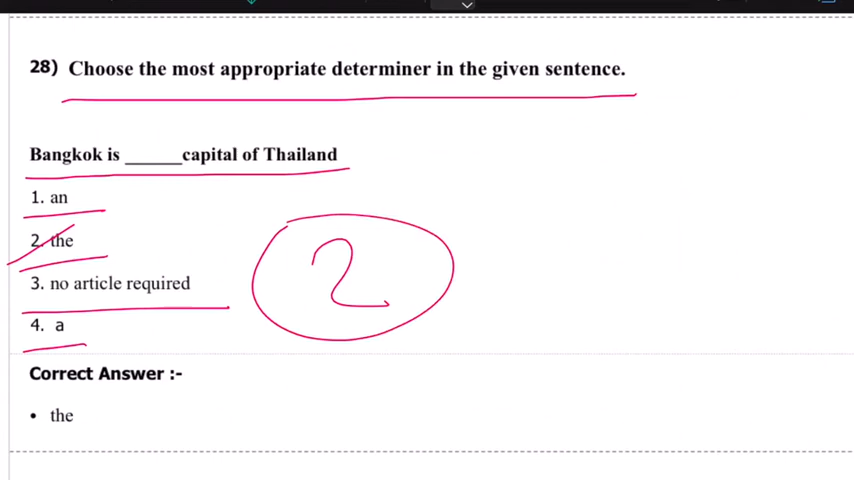 28) Choose the most appropriate determiner in the given sentence.
Bangkok is ______capital of Thailand
1. an
2. the
3. no article required
4. a
2
Correct Answer :-
• the